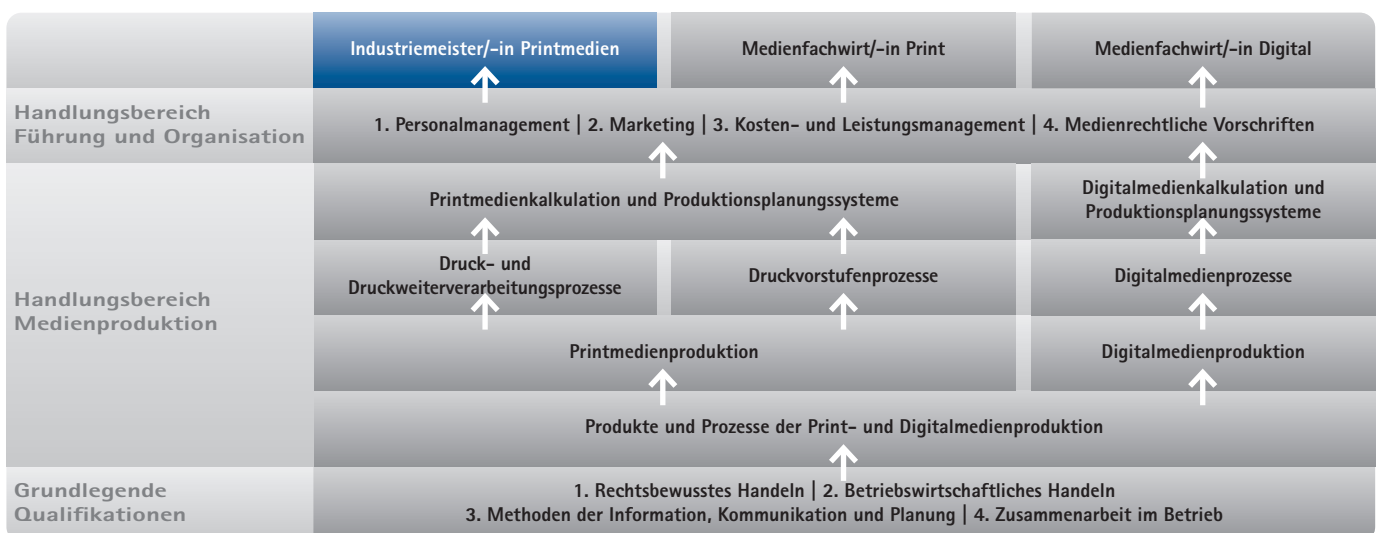 Industriemeister/-in Printmedien
Medienfachwirt/-in Print
Medienfachwirt/-in Digital
Handlungsbereich
Führung und Organisation
1. Personalmanagement | 2. Marketing | 3. Kosten- und Leistungsmanagement | 4. Medienrechtliche Vorschriften
Handlungsbereich
Medienproduktion
Printmedienkalkulation und Produktionsplanungssysteme
Digitalmedienkalkulation und
Produktionsplanungssysteme
Druck- und
Druckweiterverarbeitungsprozesse
Druckvorstufenprozesse
Digitalmedienprozesse
Printmedienproduktion
Digitalmedienproduktion
Produkte und Prozesse der Print- und Digitalmedienproduktion
Grundlegende
Qualifikationen
1. Rechtsbewusstes Handeln | 2. Betriebswirtschaftliches Handeln
3. Methoden der Information, Kommunikation und Planung | 4. Zusammenarbeit im Betrieb